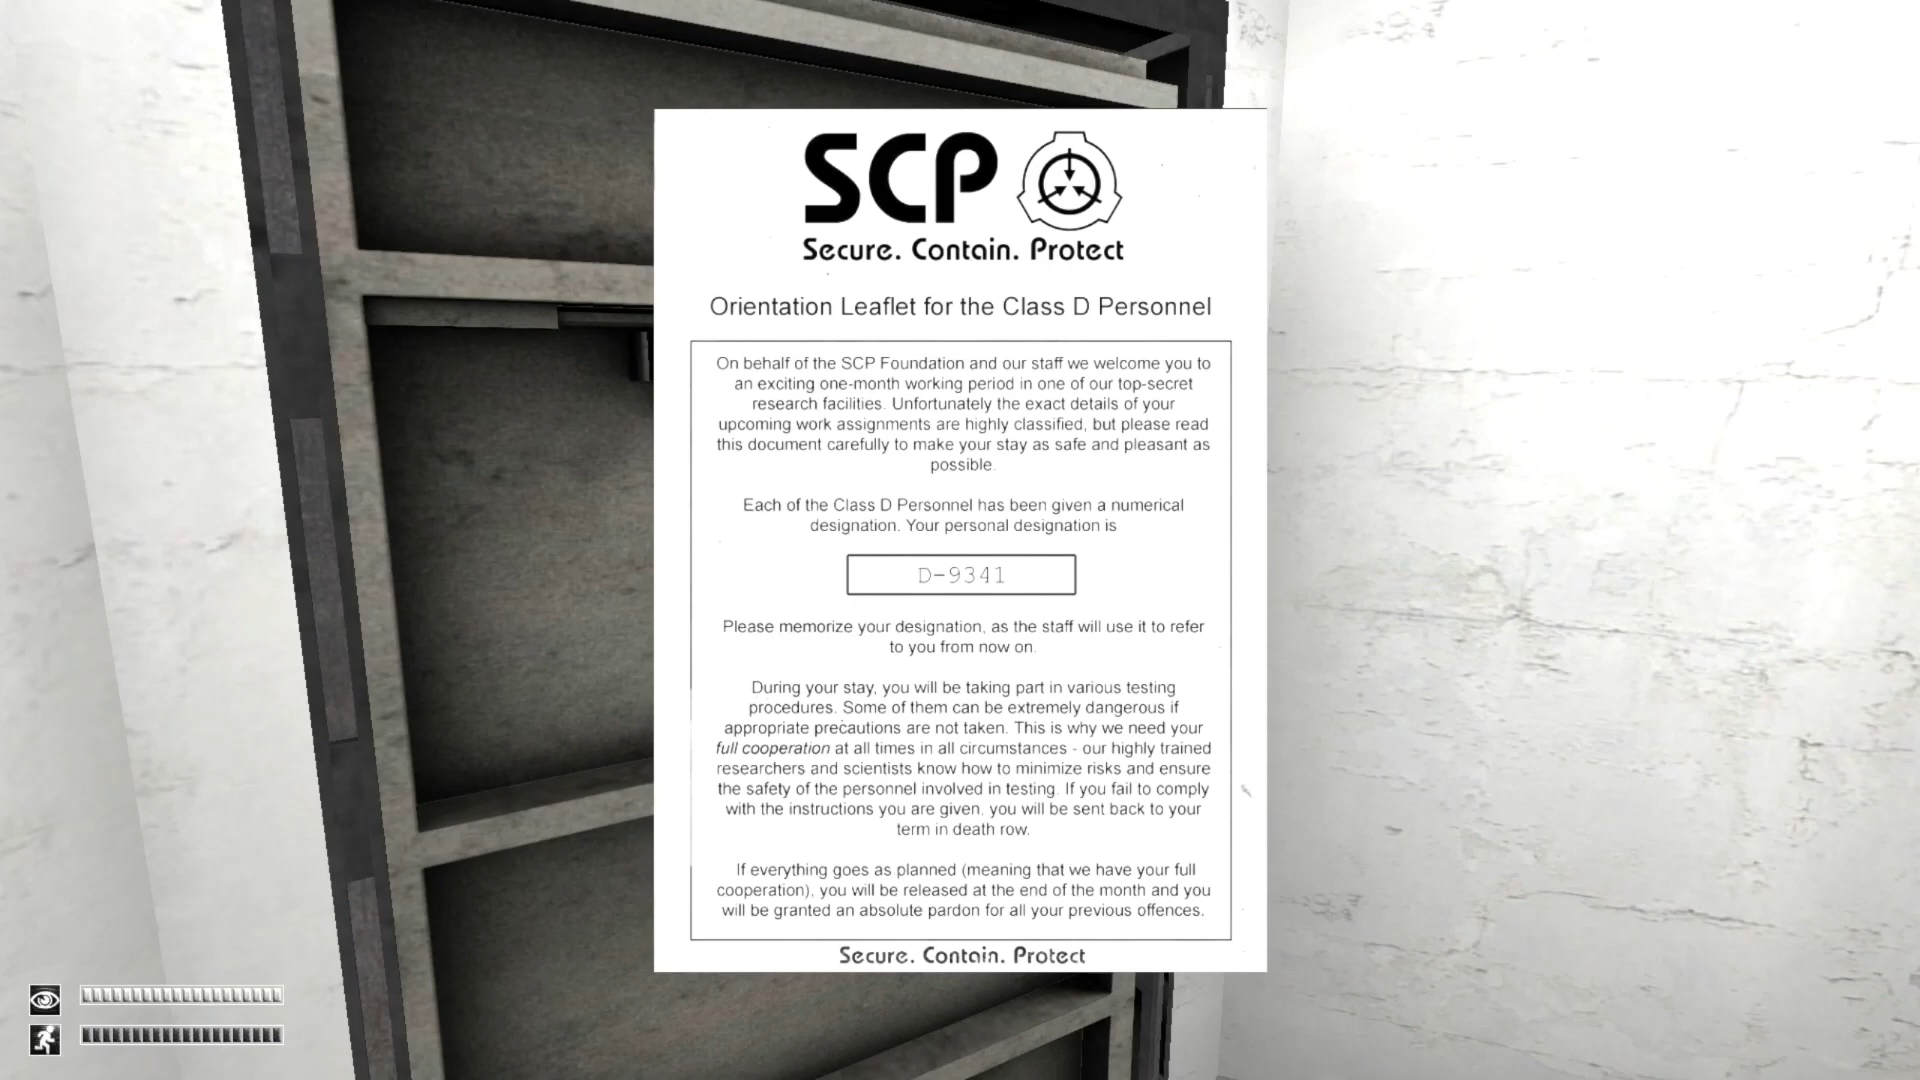 SCP
Secure. Contain. Protect
Orientation Leaflet for the Class D Personnel
On behalf of the SCP Foundation and our staff we welcome you to
an exciting one-month working period in one of our top-secret
research facilities. Unfortunately the exact details of your
upcoming work assignments are highly classified, but please read
this document carefully to make your stay as safe and pleasant as
possible.
Each of the Class D Personnel has been given a numerical
designation. Your personal designation is
D-9341
Please memorize your designation, as the staff will use it to refer
to you from now on.
During your stay, you will be taking part in various testing
procedures. Some of them can be extremely dangerous if
appropriate precautions are not taken. This is why we need your
full cooperation at all times in all circumstances - our highly trained
researchers and scientists know how to minimize risks and ensure
the safety of the personnel involved in testing. If you fail to comply
with the instructions you are given, you will be sent back to your
term in death row.
If everything goes as planned (meaning that we have your full
cooperation), you will be released at the end of the month and you
will be granted an absolute pardon for all your previous offences.
Secure. Contain. Protect